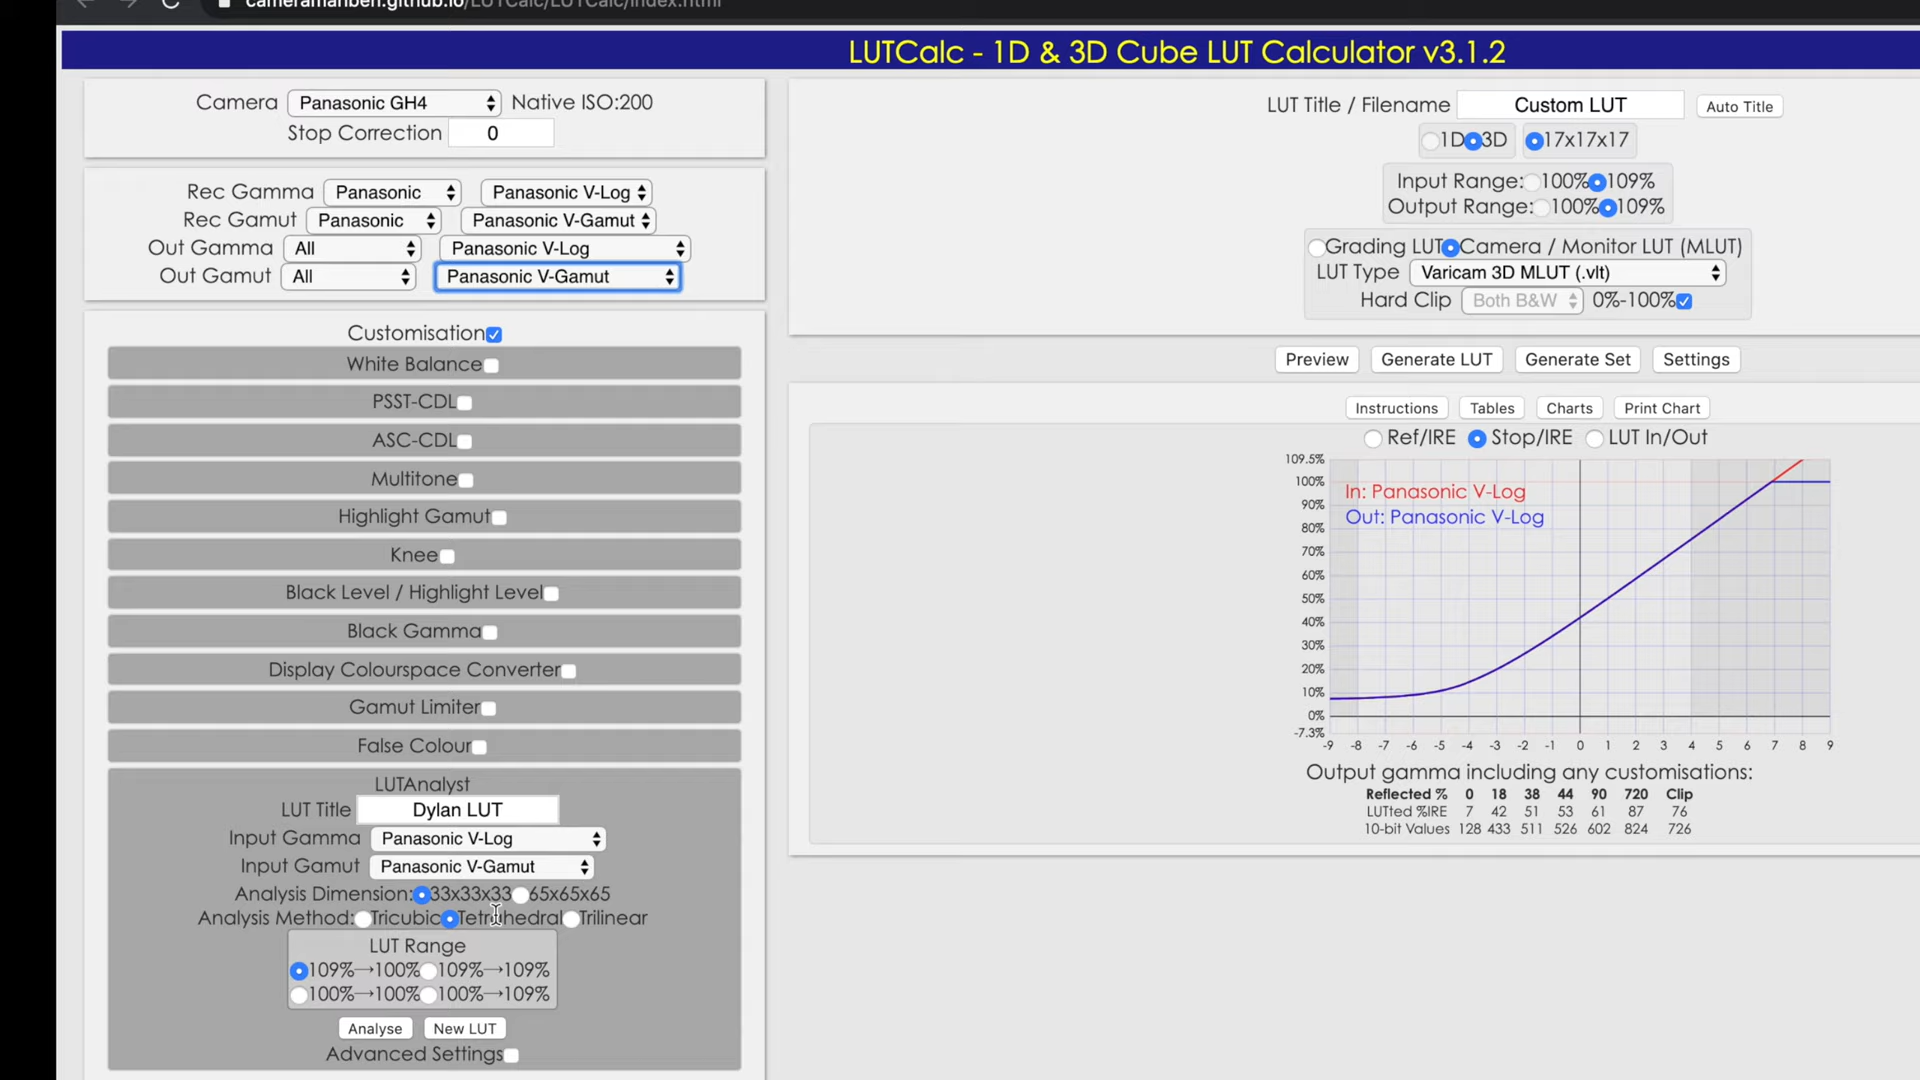 cameramanben.github.io/LUTCalc/LUTCalc/index.html
LUTCalc - 1D & 3D Cube LUT Calculator v3.1.2
Camera Panasonic GH4 Native ISO:200
Stop Correction 0
Rec Gamma Panasonic Panasonic V-Log
Rec Gamut Panasonic Panasonic V-Gamut
Out Gamma All Panasonic V-Log
Out Gamut All Panasonic V-Gamut
Customisation
White Balance
PSST-CDL
ASC-CDL
Multitone
Highlight Gamut
Knee
Black Level / Highlight Level
Black Gamma
Display Colourspace Converter
Gamut Limiter
False Colour
LUTAnalyst
LUT Title Dylan LUT
Input Gamma Panasonic V-Log
Input Gamut Panasonic V-Gamut
Analysis Dimension: 33x33x33 65x65x65
Analysis Method: Tricubic Tetrahedral Trilinear
LUT Range
109%→100% 109%→109%
100%→100% 100%→109%
Analyse New LUT
Advanced Settings
LUT Title / Filename Custom LUT Auto Title
1D 3D 17x17x17
Input Range: 100% 109%
Output Range: 100% 109%
Grading LUT Camera / Monitor LUT (MLUT)
LUT Type Varicam 3D MLUT (.vlt)
Hard Clip Both B&W 0%-100%
Preview Generate LUT Generate Set Settings
Instructions Tables Charts Print Chart
Ref/IRE Stop/IRE LUT In/Out
109.5%
100%
In: Panasonic V-Log
90%
Out: Panasonic V-Log
80%
70%
60%
50%
40%
30%
20%
10%
0%
-7.3%
-9 -8 -7 -6 -5 -4 -3 -2 -1 0 1 2 3 4 5 6 7 8 9
Output gamma including any customisations:
Reflected % 0 18 38 44 90 720 Clip
LUTted %IRE 7 42 51 53 61 87 76
10-bit Values 128 433 511 526 602 824 726